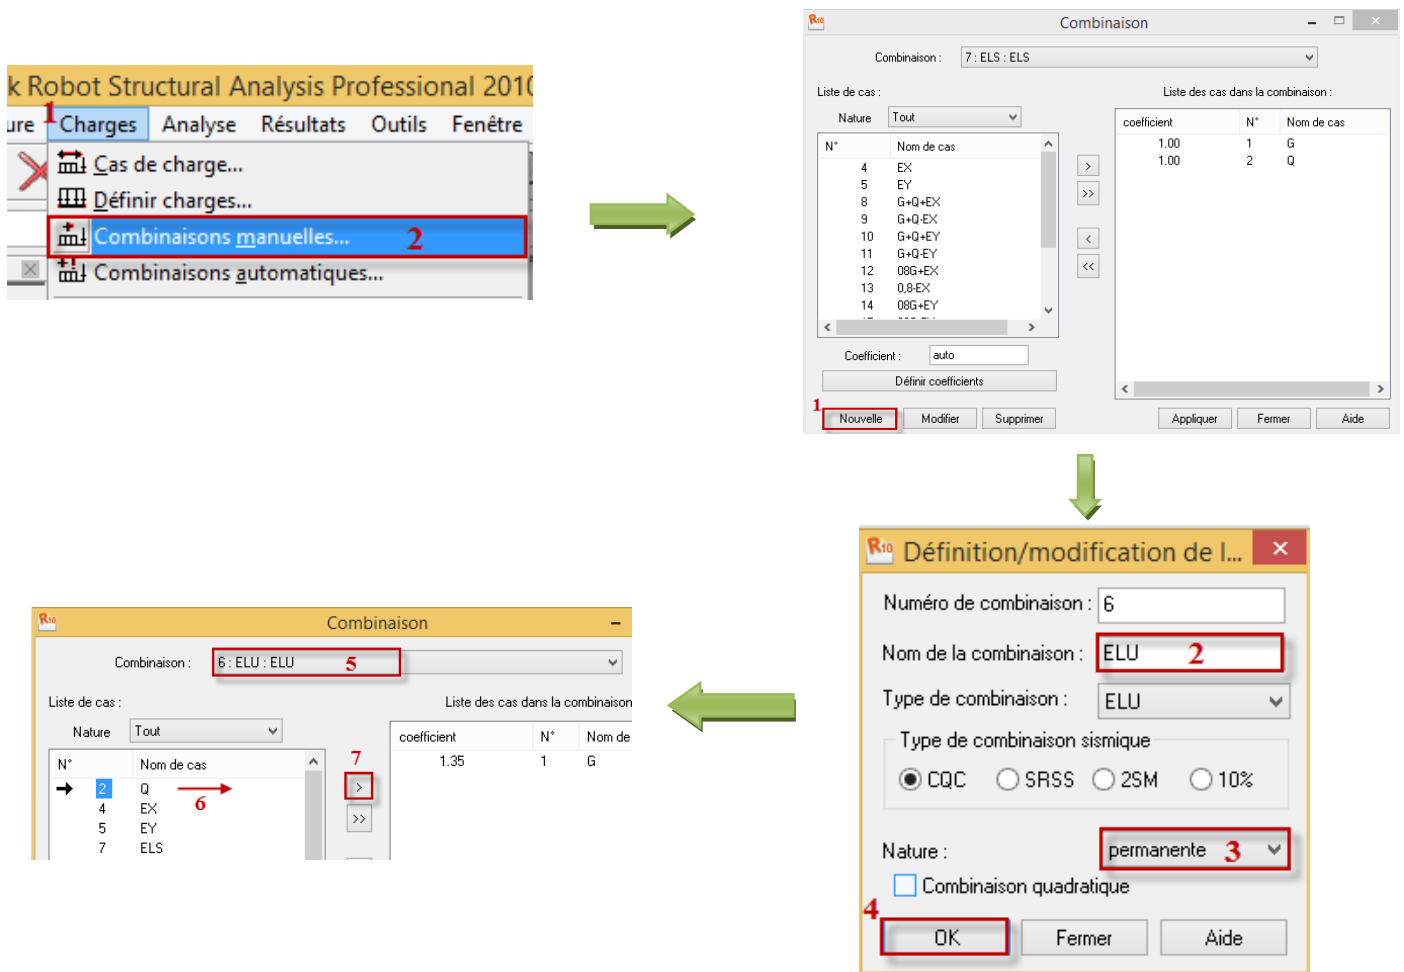 k Robot Structural Analysis Professional 2010
1
ure Charges Analyse Résultats Outils Fenêtre
Cas de charge...
Définir charges...
Combinaisons manuelles... 2
Combinaisons automatiques...
R10 Combinaison
Combinaison : 7 : ELS : ELS
Liste de cas : Liste des cas dans la combinaison :
Nature Tout
N° Nom de cas
4 EX
5 EY
8 G+Q+EX
9 G+Q-EX
10 G+Q+EY
11 G+Q-EY
12 08G+EX
13 0,8-EX
14 08G+EY
> >> < <<
coefficient N° Nom de cas
1.00 1 G
1.00 2 Q
Coefficient : auto
Définir coefficients
1
Nouvelle Modifier Supprimer Appliquer Fermer Aide
R10 Définition/modification de l...
Numéro de combinaison : 6
Nom de la combinaison : ELU 2
Type de combinaison : ELU
Type de combinaison sismique
CQC SRSS 2SM 10%
Nature : permanente 3
Combinaison quadratique
4
OK Fermer Aide
R10 Combinaison
Combinaison : 6 : ELU : ELU 5
Liste de cas : Liste des cas dans la combinaison
Nature Tout
N° Nom de cas
2 Q
6
4 EX
5 EY
7 ELS
7
>
>>
coefficient N° Nom de
1.35 1 G